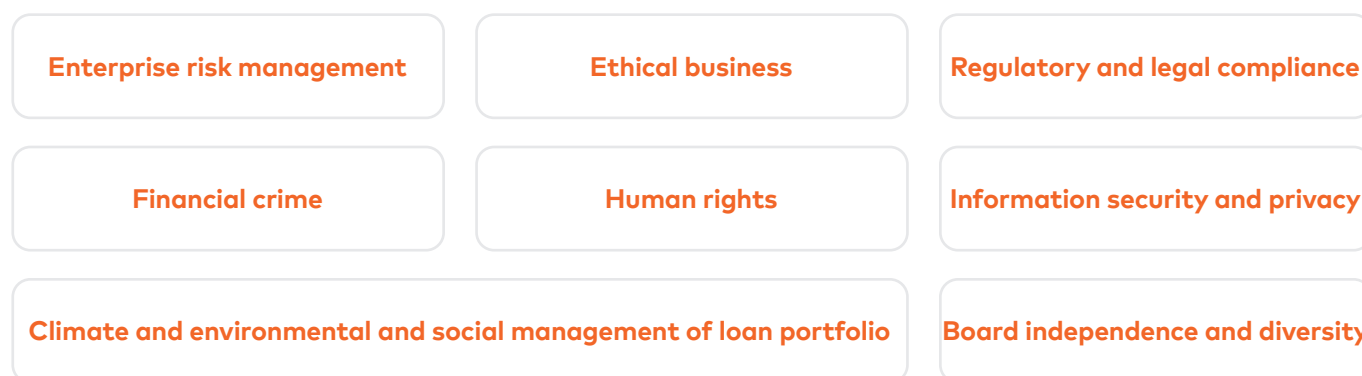 Enterprise risk management
Ethical business
Regulatory and legal compliance
Financial crime
Human rights
Information security and privacy
Climate and environmental and social management of loan portfolio
Board independence and diversity